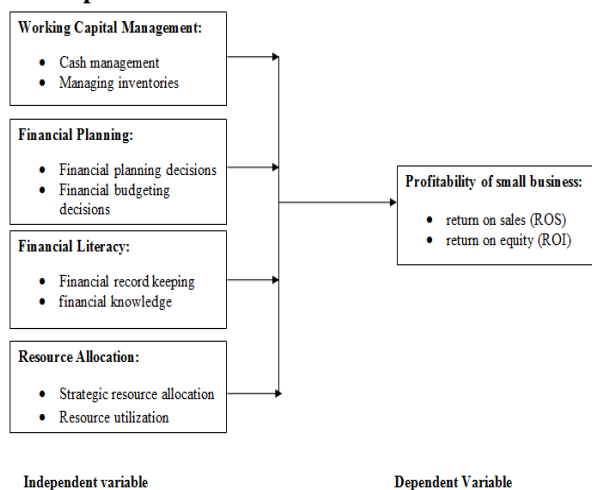 Working Capital Management:
• Cash management
• Managing inventories
Financial Planning:
• Financial planning decisions
• Financial budgeting
decisions
Financial Literacy:
• Financial record keeping
• financial knowledge
Resource Allocation:
• Strategic resource allocation
• Resource utilization
Profitability of small business:
• return on sales (ROS)
• return on equity (ROI)
Independent variable
Dependent Variable